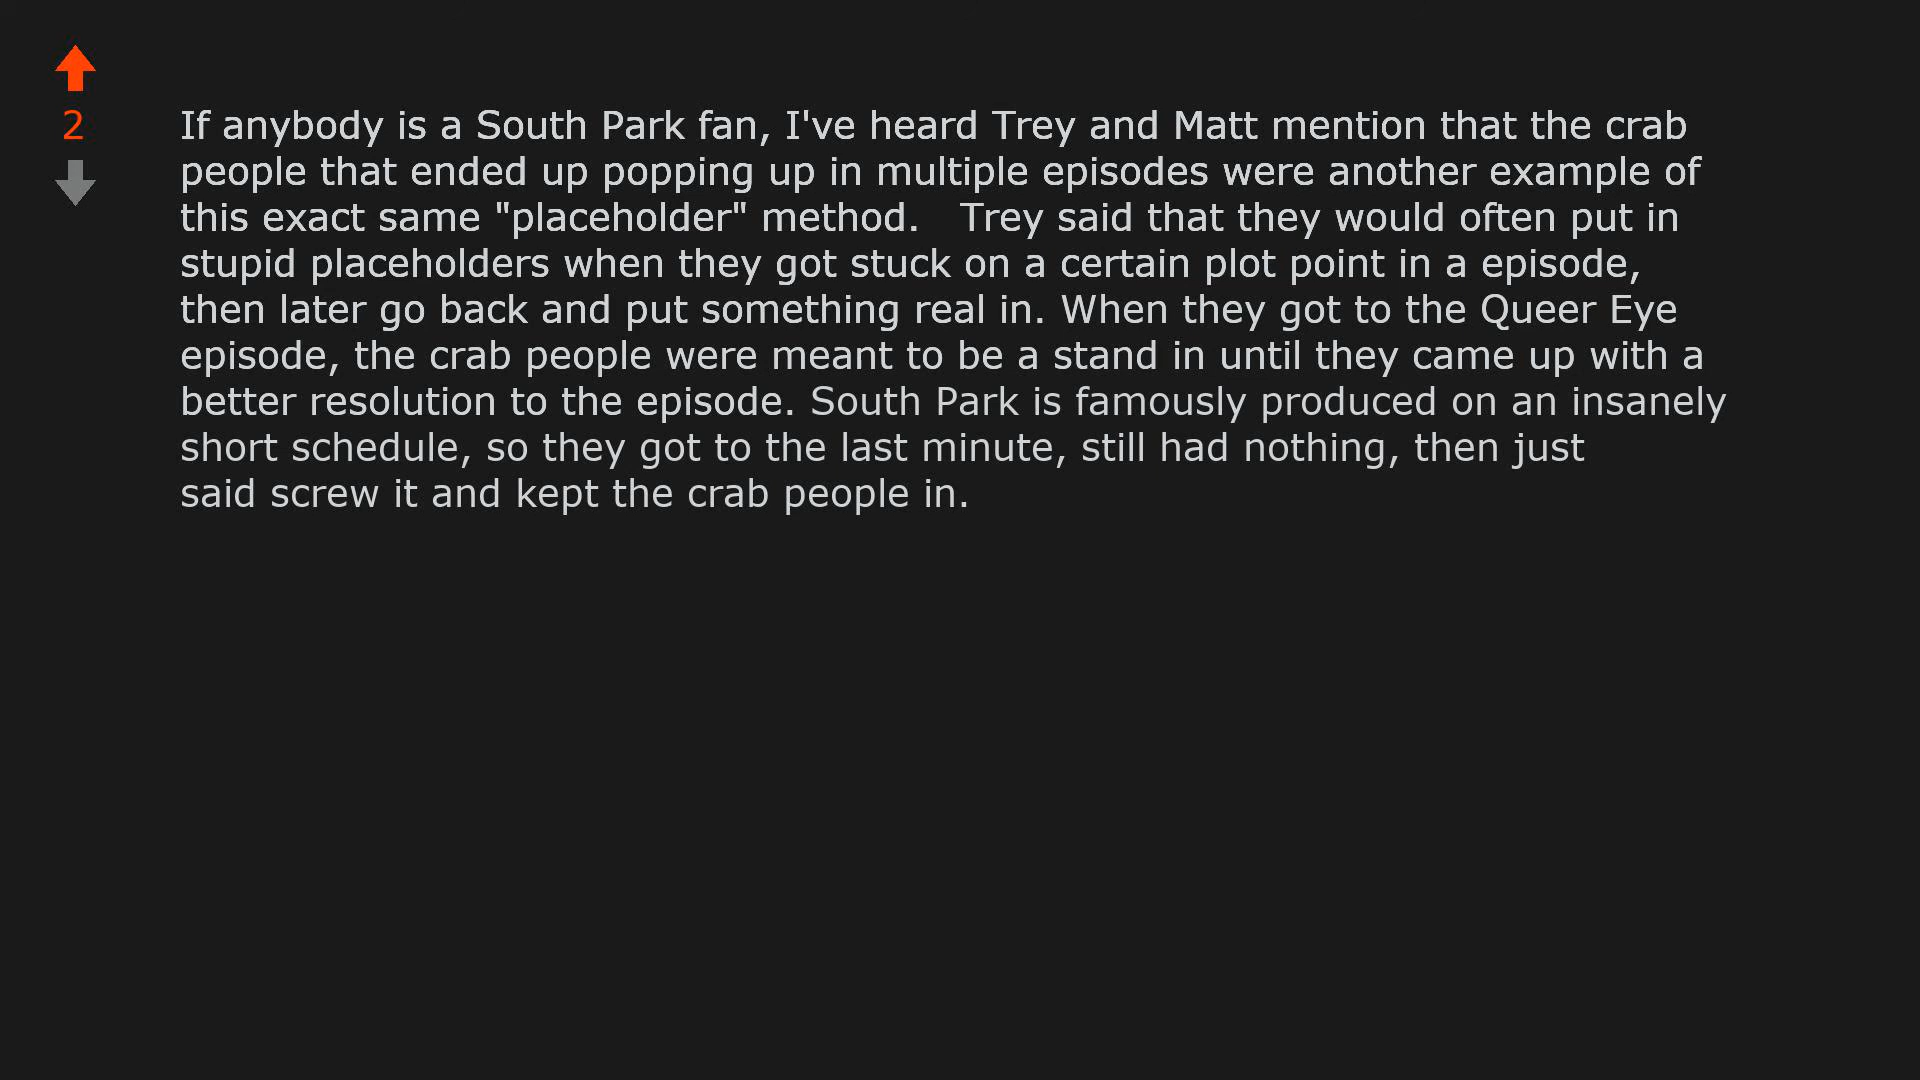 2
If anybody is a South Park fan, I've heard Trey and Matt mention that the crab
people that ended up popping up in multiple episodes were another example of
this exact same "placeholder" method.   Trey said that they would often put in
stupid placeholders when they got stuck on a certain plot point in a episode,
then later go back and put something real in. When they got to the Queer Eye
episode, the crab people were meant to be a stand in until they came up with a
better resolution to the episode. South Park is famously produced on an insanely
short schedule, so they got to the last minute, still had nothing, then just
said screw it and kept the crab people in.